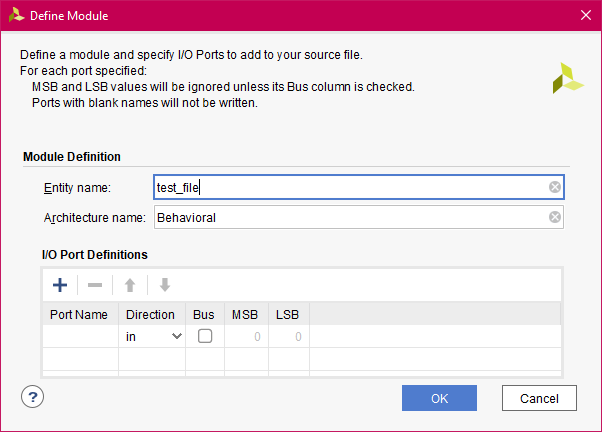 Define Module
Define a module and specify I/O Ports to add to your source file.
For each port specified:
MSB and LSB values will be ignored unless its Bus column is checked.
Ports with blank names will not be written.
Module Definition
Entity name: test_file
Architecture name: Behavioral
I/O Port Definitions
Port Name Direction Bus MSB LSB
in 0 0
? OK Cancel